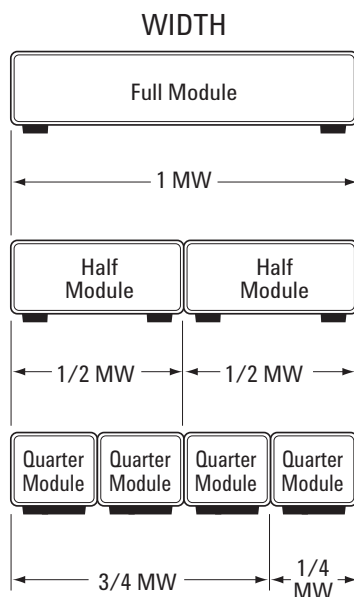 WIDTH
Full Module
1 MW
Half Half
Module Module
1/2 MW 1/2 MW
Quarter Quarter Quarter Quarter
Module Module Module Module
3/4 MW 1/4
MW